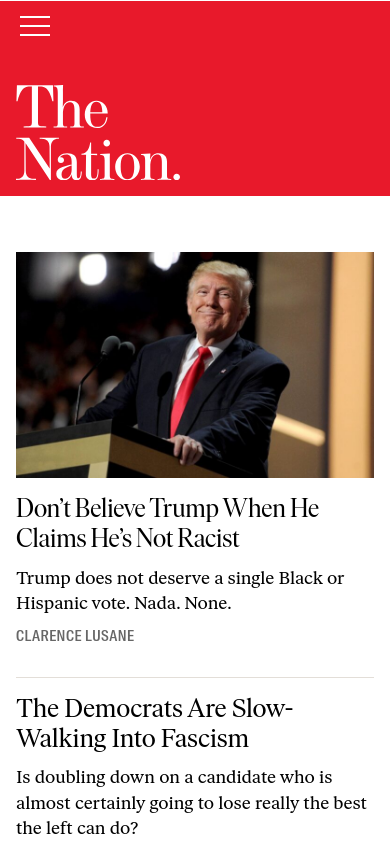 The
Nation.
Don’t Believe Trump When He
Claims He’s Not Racist
Trump does not deserve a single Black or
Hispanic vote. Nada. None.
CLARENCE LUSANE
The Democrats Are Slow-
Walking Into Fascism
Is doubling down on a candidate who is
almost certainly going to lose really the best
the left can do?